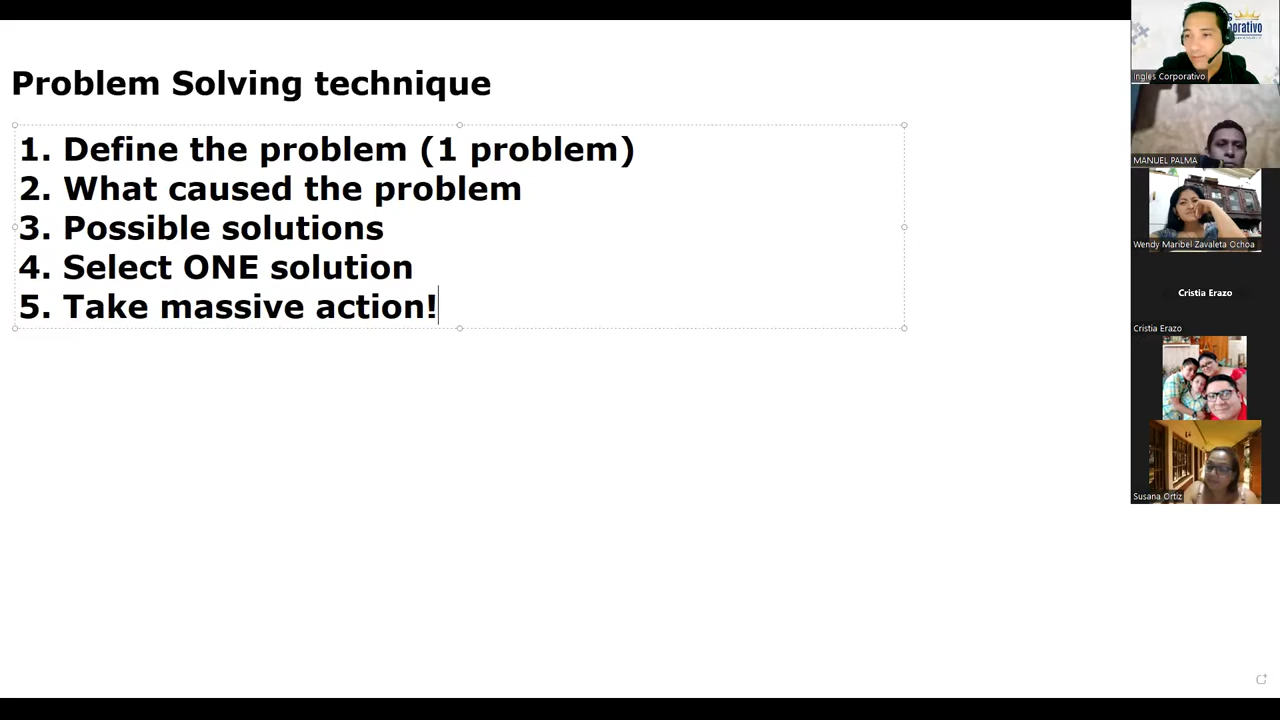 Problem Solving technique
1. Define the problem (1 problem)
2. What caused the problem
3. Possible solutions
4. Select ONE solution
5. Take massive action!
Ingles Corporativo
MANUEL PALMA
Wendy Maribel Zavaleta Ochoa
Cristia Erazo
Cristia Erazo
Susana Ortiz